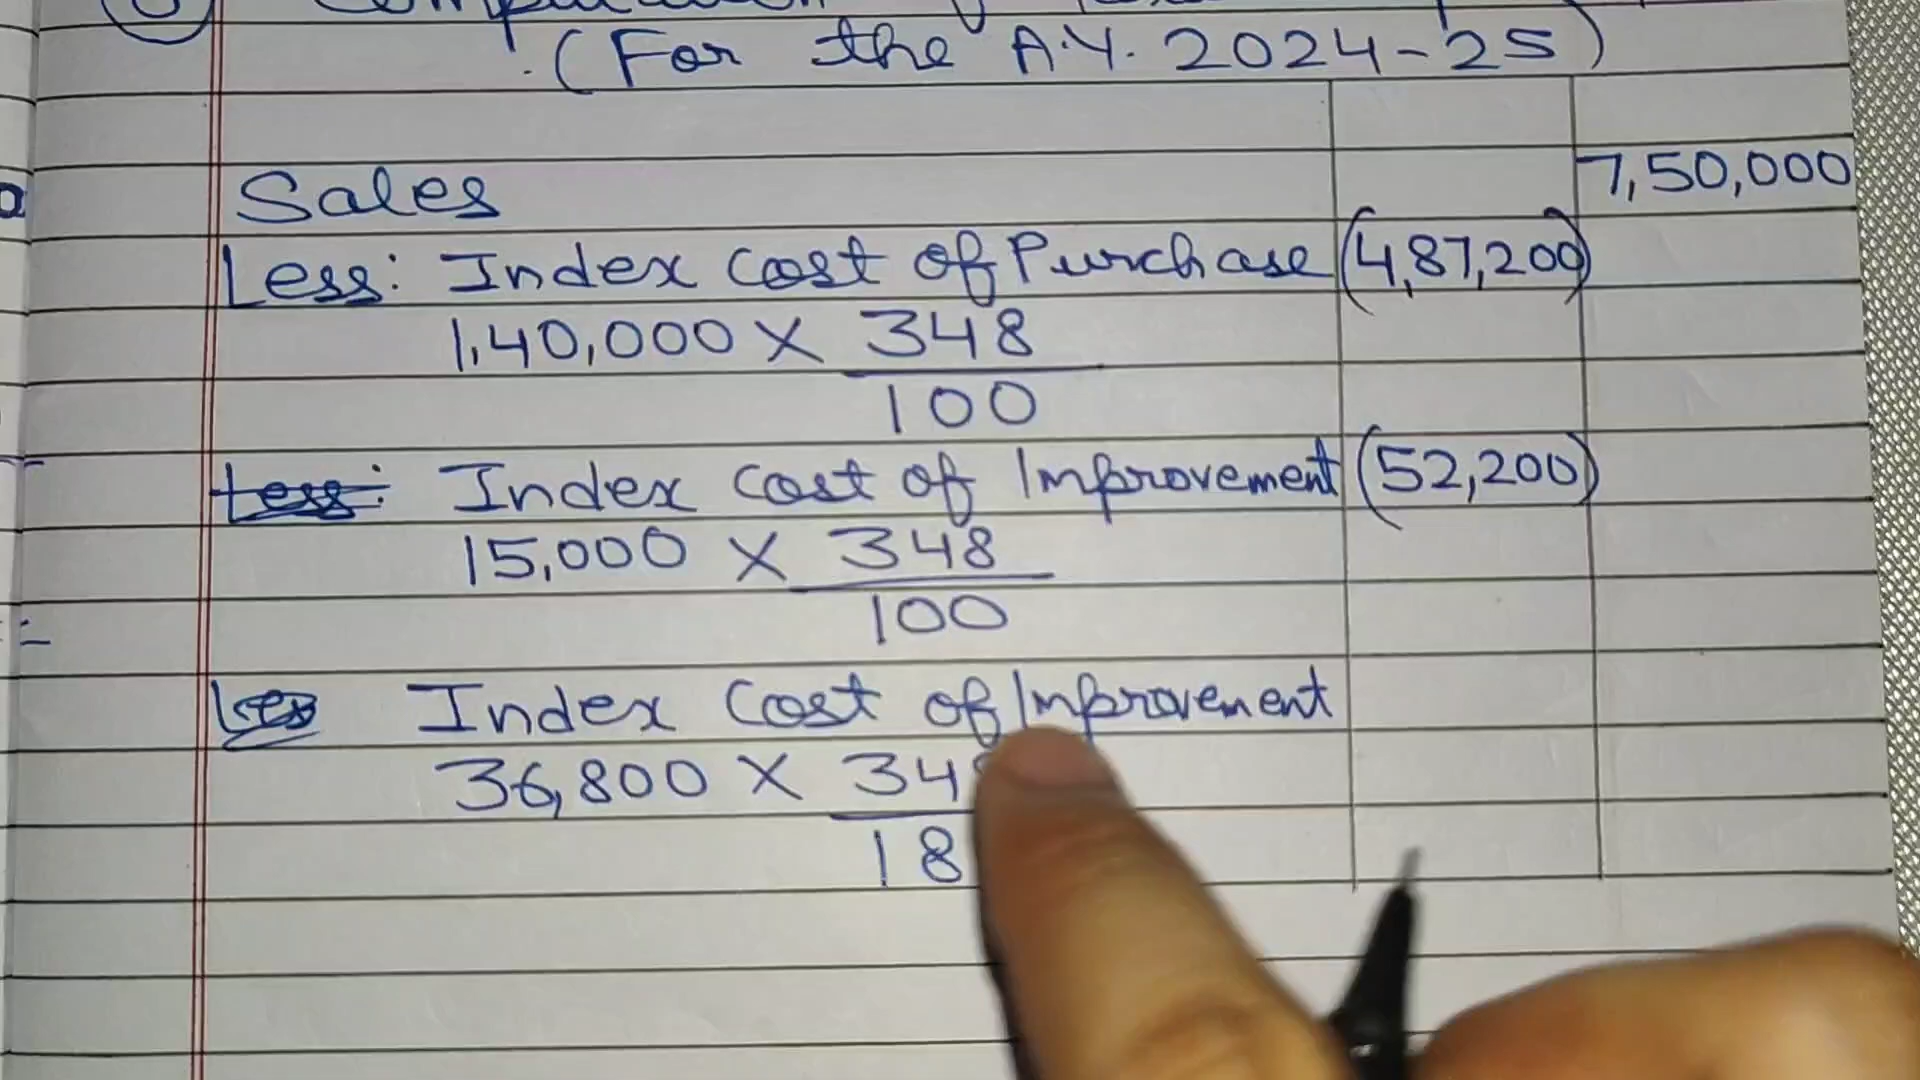 (For the A.Y. 2024-25)
Sales 7,50,000
Less: Index Cost of Purchase (4,87,200)
1,40,000 X 348
100
Less: Index Cost of Improvement (52,200)
15,000 X 348
100
Les Index Cost of Improvement
36,800 X 34
18